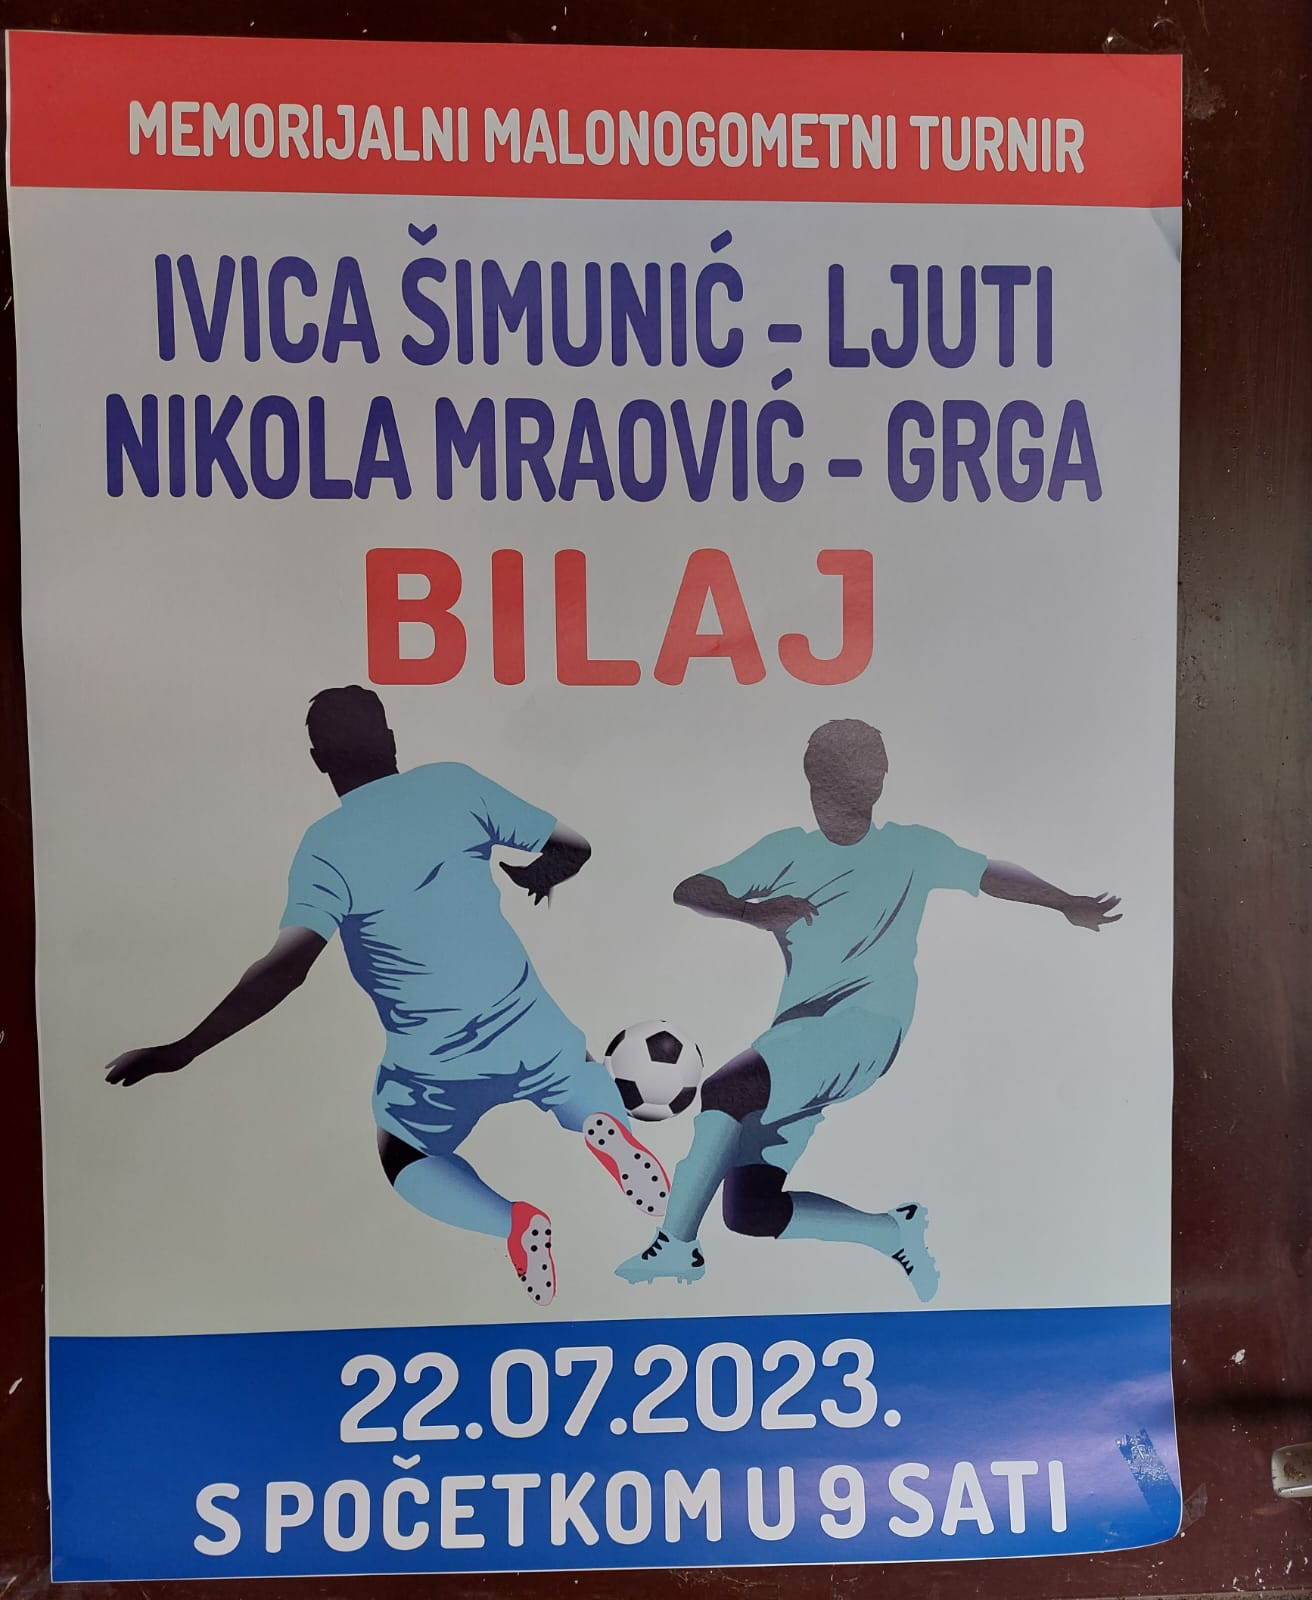 MEMORIJALNI MALONOGOMETNI TURNIR
IVICA ŠIMUNIĆ - LJUTI
NIKOLA MRAOVIĆ - GRGA
BILAJ
22.07.2023.
S POČETKOM U 9 SATI